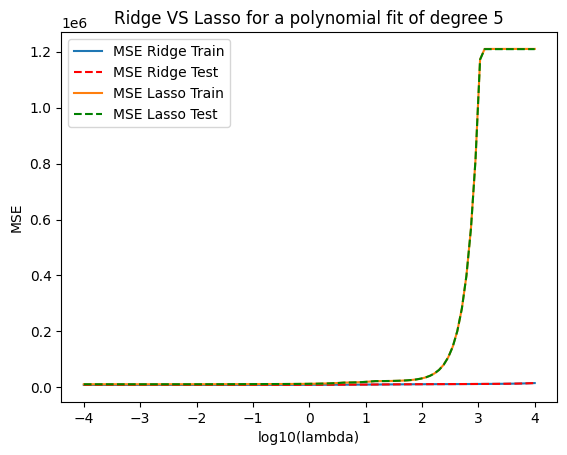 Ridge VS Lasso for a polynomial fit of degree 5
1e6
MSE Ridge Train
MSE Ridge Test
MSE Lasso Train
MSE Lasso Test
1.2
1.0
0.8
0.6
0.4
0.2
0.0
MSE
−4 −3 −2 −1 0 1 2 3 4
log10(lambda)